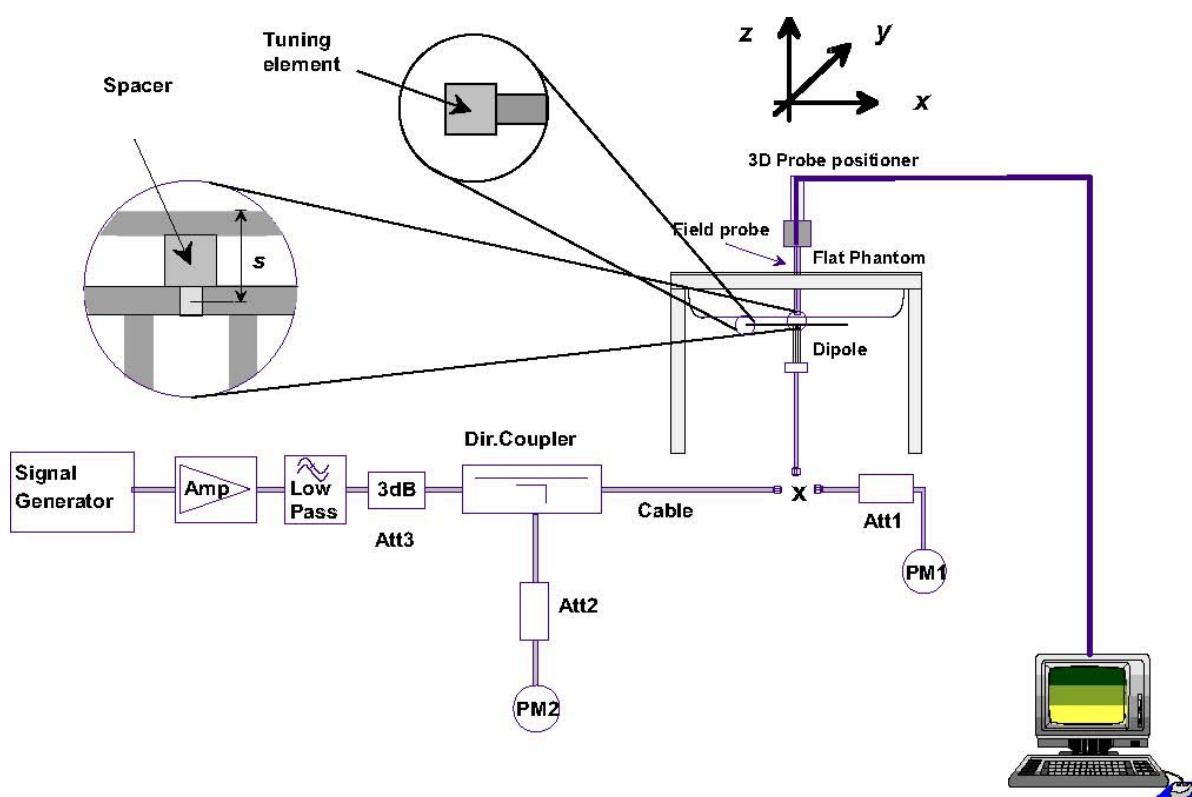 Tuning
element
z
y
x
Spacer
3D Probe positioner
Field probe
Flat Phantom
s
Dipole
Dir.Coupler
Signal
Generator
Amp
Low
Pass
3dB
Att3
Cable
x
Att1
PM1
Att2
PM2